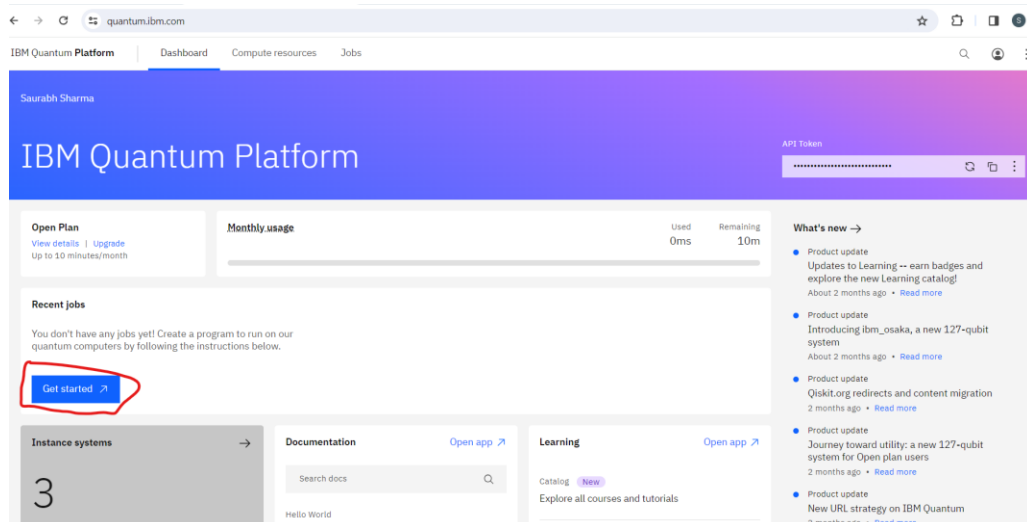 quantum.ibm.com
S
IBM Quantum Platform
Dashboard
Compute resources
Jobs
Saurabh Sharma
IBM Quantum Platform
API Token
Open Plan
View details | Upgrade
Up to 10 minutes/month
Monthly usage
Used
Remaining
0ms
10m
Recent jobs
You don't have any jobs yet! Create a program to run on our
quantum computers by following the instructions below.
Get started
Instance systems
3
Documentation
Open app
Search docs
Hello World
Learning
Open app
Catalog New
Explore all courses and tutorials
What's new
Product update
Updates to Learning -- earn badges and
explore the new Learning catalog!
About 2 months ago • Read more
Product update
Introducing ibm_osaka, a new 127-qubit
system
About 2 months ago • Read more
Product update
Qiskit.org redirects and content migration
2 months ago • Read more
Product update
Journey toward utility: a new 127-qubit
system for Open plan users
2 months ago • Read more
Product update
New URL strategy on IBM Quantum
2 months ago • Read more